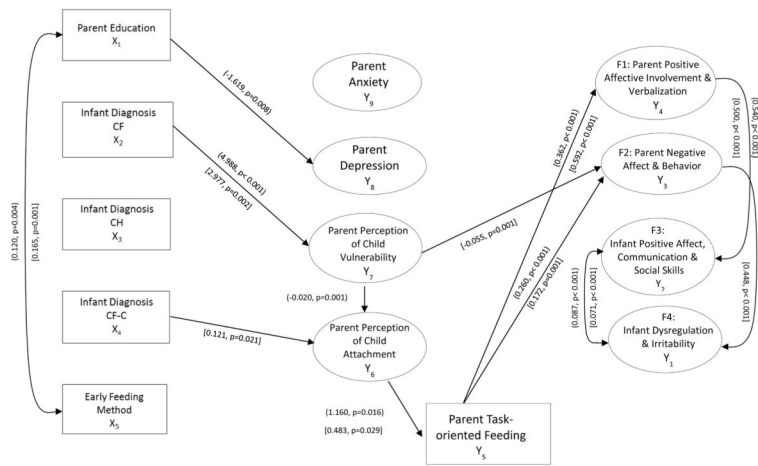 Parent Education
X1
Infant Diagnosis
CF
X2
Infant Diagnosis
CH
X3
Infant Diagnosis
CF-C
X4
Early Feeding
Method
X5
(0.120, p=0.004)
[0.165, p=0.001]
(-1.619, p=0.008)
(4.988, p< 0.001)
[2.977, p=0.002)
[0.121, p=0.021]
Parent
Anxiety
Y9
Parent
Depression
Y8
Parent Perception
of Child
Vulnerability
Y7
(-0.020, p=0.001)
Parent Perception
of Child
Attachment
Y6
(1.160, p=0.016)
[0.483, p=0.029]
Parent Task-
oriented Feeding
Y5
[-0.055, p=0.001]
(0.362, p< 0.001)
[0.592, p< 0.001]
(0.260, p< 0.001)
[0.172, p=0.001]
F1: Parent Positive
Affective Involvement &
Verbalization
Y4
F2: Parent Negative
Affect & Behavior
Y3
F3:
Infant Positive Affect,
Communication &
Social Skills
Y2
F4:
Infant Dysregulation
& Irritability
Y1
[0.500, p< 0.001]
[0.540, p< 0.001]
(0.087, p< 0.001)
[0.071, p< 0.001]
[0.448, p< 0.001]